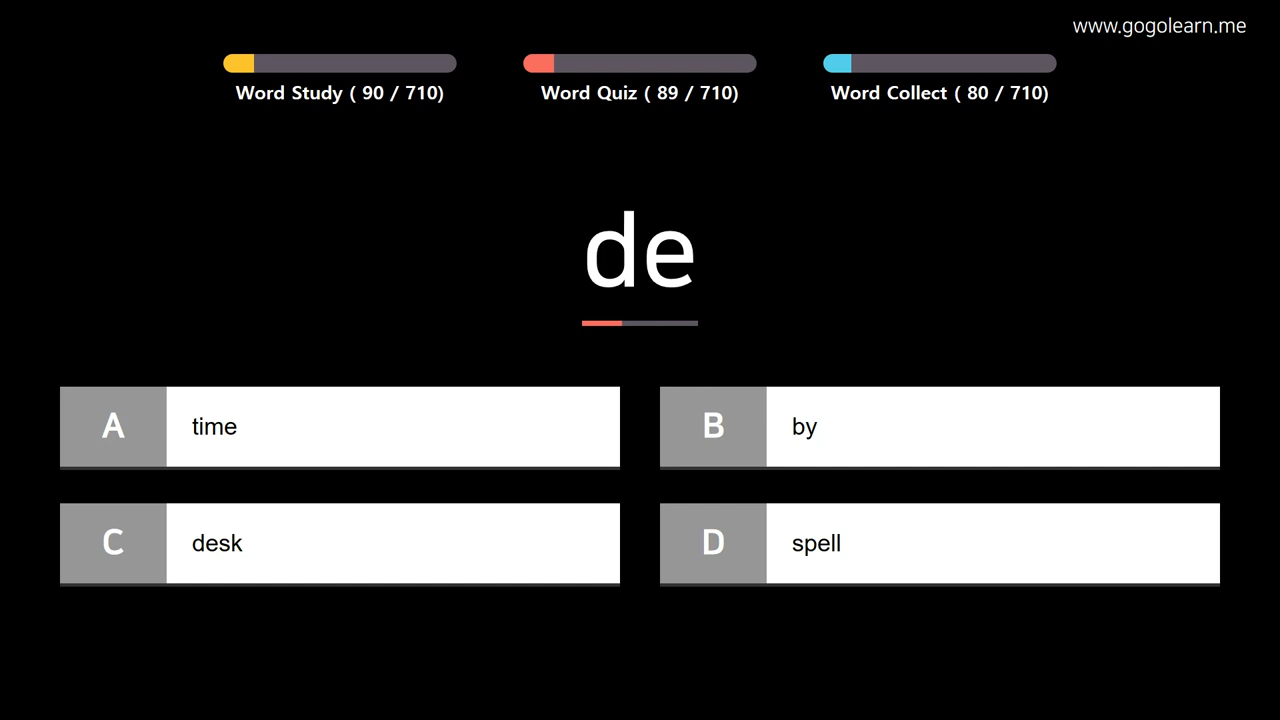 www.gogolearn.me
Word Study ( 90 / 710)
Word Quiz ( 89 / 710)
Word Collect ( 80 / 710)
de
A time
B by
C desk
D spell